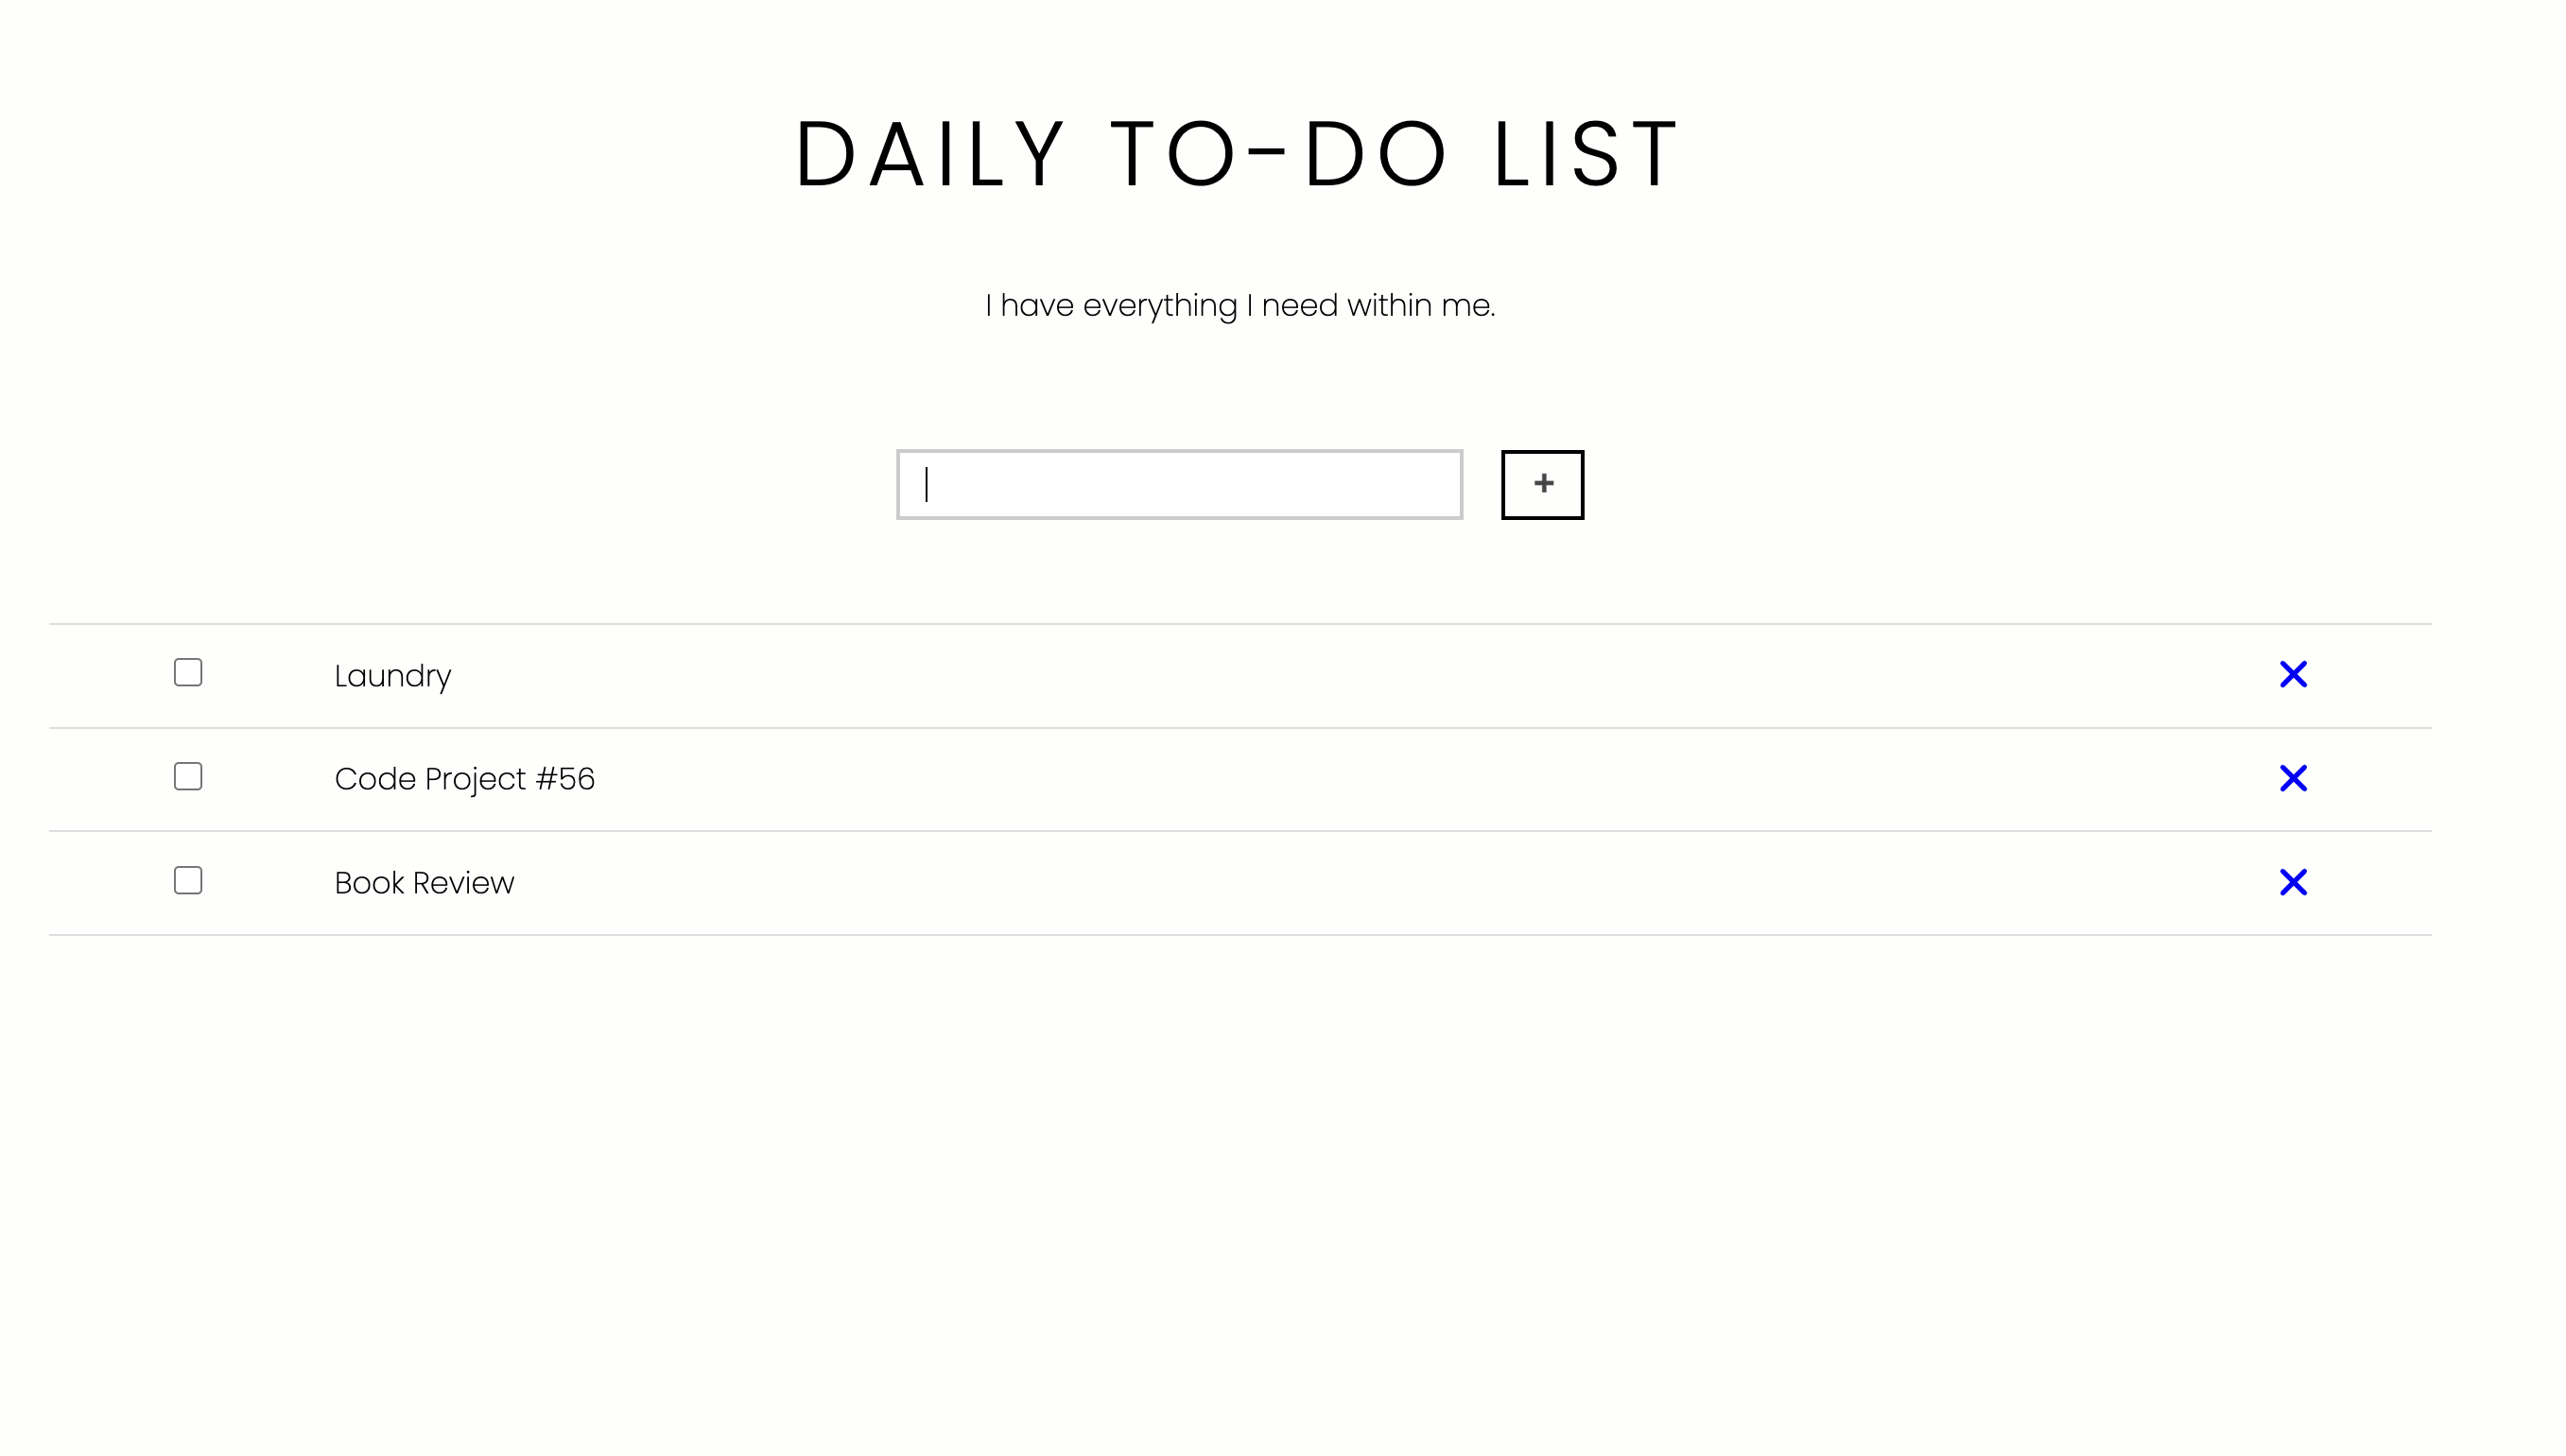 DAILY TO-DO LIST
I have everything I need within me.
+
Laundry
Code Project #56
Book Review